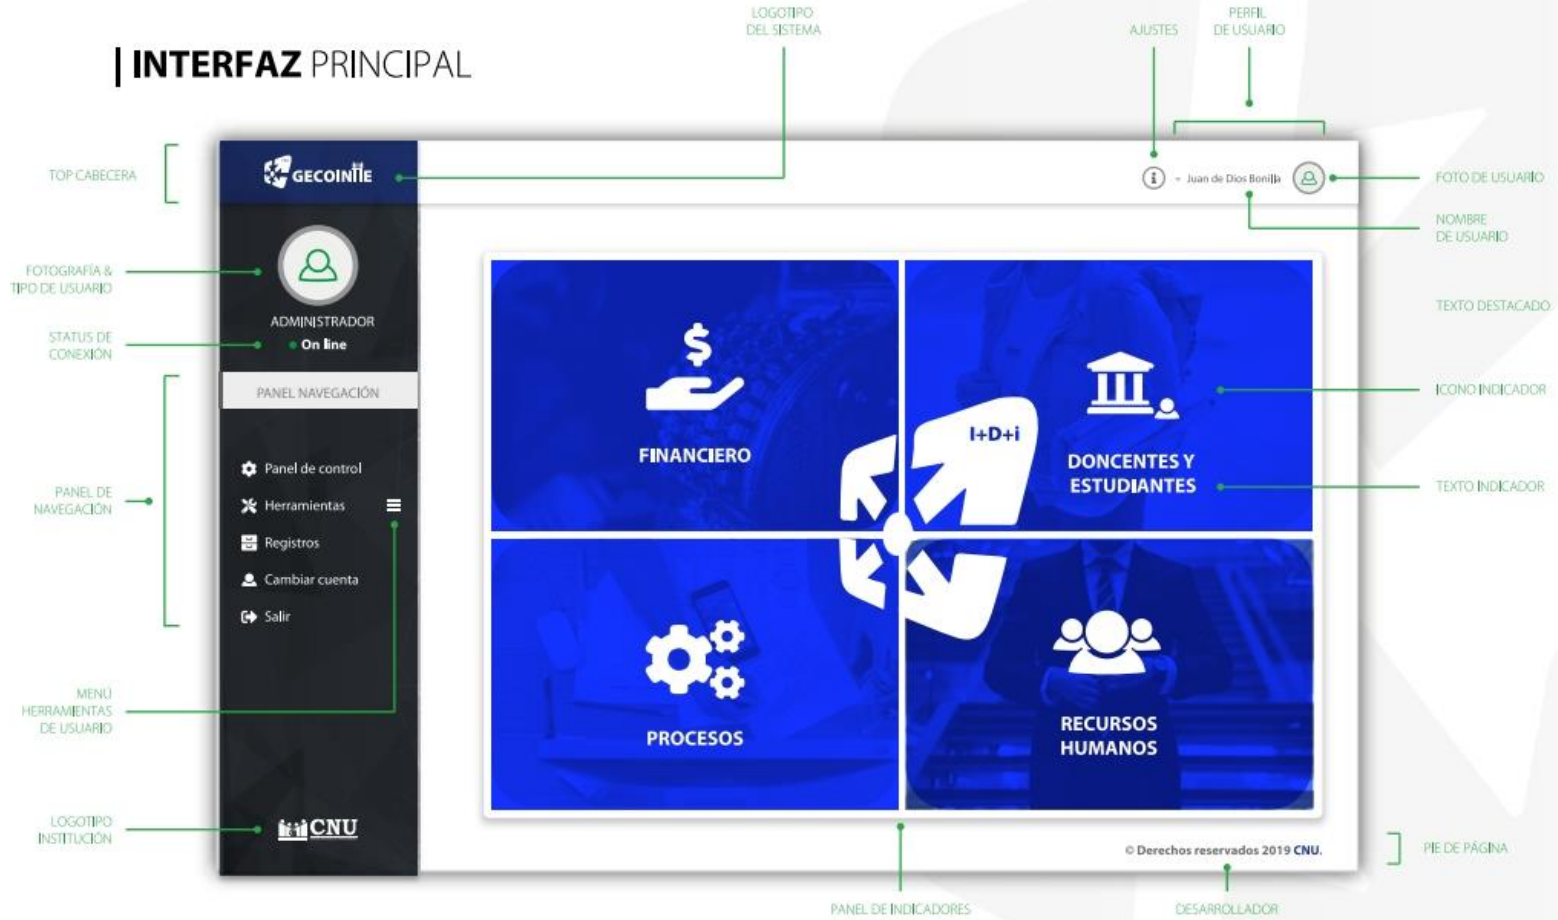 LOGOTIPO
DEL SISTEMA
AJUSTES
PERFIL
DE USUARIO
INTERFAZ PRINCIPAL
TOP CABECERA
GECOINTIE
Juan de Dios Bonilla
FOTO DE USUARIO
NOMBRE
DE USUARIO
FOTOGRAFÍA &
TIPO DE USUARIO
ADMINISTRADOR
On line
STATUS DE
CONEXIÓN
TEXTO DESTACADO
PANEL NAVEGACIÓN
ICONO INDICADOR
I+D+i
FINANCIERO
DONCENTES Y
ESTUDIANTES
TEXTO INDICADOR
PANEL DE
NAVEGACIÓN
Panel de control
Herramientas
Registros
Cambiar cuenta
Salir
MENÚ
HERRAMIENTAS
DE USUARIO
PROCESOS
RECURSOS
HUMANOS
LOGOTIPO
INSTITUCIÓN
CNU
© Derechos reservados 2019 CNU.
PIE DE PÁGINA
PANEL DE INDICADORES
DESARROLLADOR